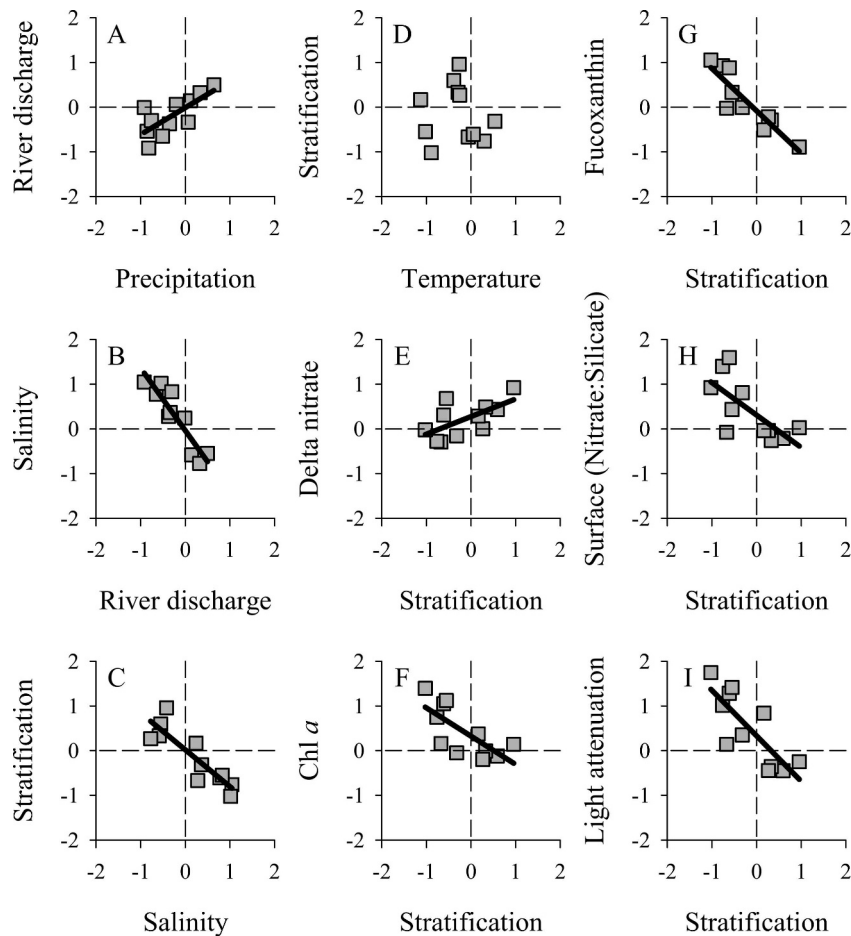 A
River discharge
2
1
0
-1
-2
-2 -1 0 1 2
Precipitation
D
Stratification
2
1
0
-1
-2
-2 -1 0 1 2
Temperature
G
Fucoxanthin
2
1
0
-1
-2
-2 -1 0 1 2
Stratification
B
Salinity
2
1
0
-1
-2
-2 -1 0 1 2
River discharge
E
Delta nitrate
2
1
0
-1
-2
-2 -1 0 1 2
Stratification
H
Surface (Nitrate:Silicate)
2
1
0
-1
-2
-2 -1 0 1 2
Stratification
C
Stratification
2
1
0
-1
-2
-2 -1 0 1 2
Salinity
F
Chl a
2
1
0
-1
-2
-2 -1 0 1 2
Stratification
I
Light attenuation
2
1
0
-1
-2
-2 -1 0 1 2
Stratification